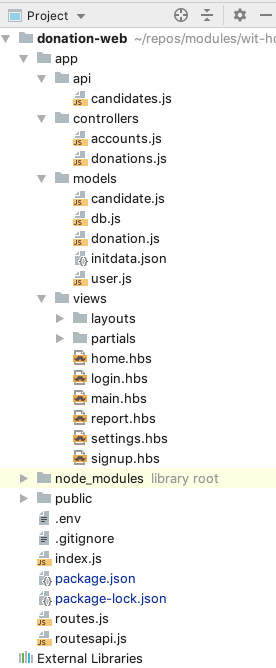 Project
donation-web ~/repos/modules/wit-ho
app
api
candidates.js
controllers
accounts.js
donations.js
models
candidate.js
db.js
donation.js
initdata.json
user.js
views
layouts
partials
home.hbs
login.hbs
main.hbs
report.hbs
settings.hbs
signup.hbs
node_modules library root
public
.env
.gitignore
index.js
package.json
package-lock.json
routes.js
routesapi.js
External Libraries